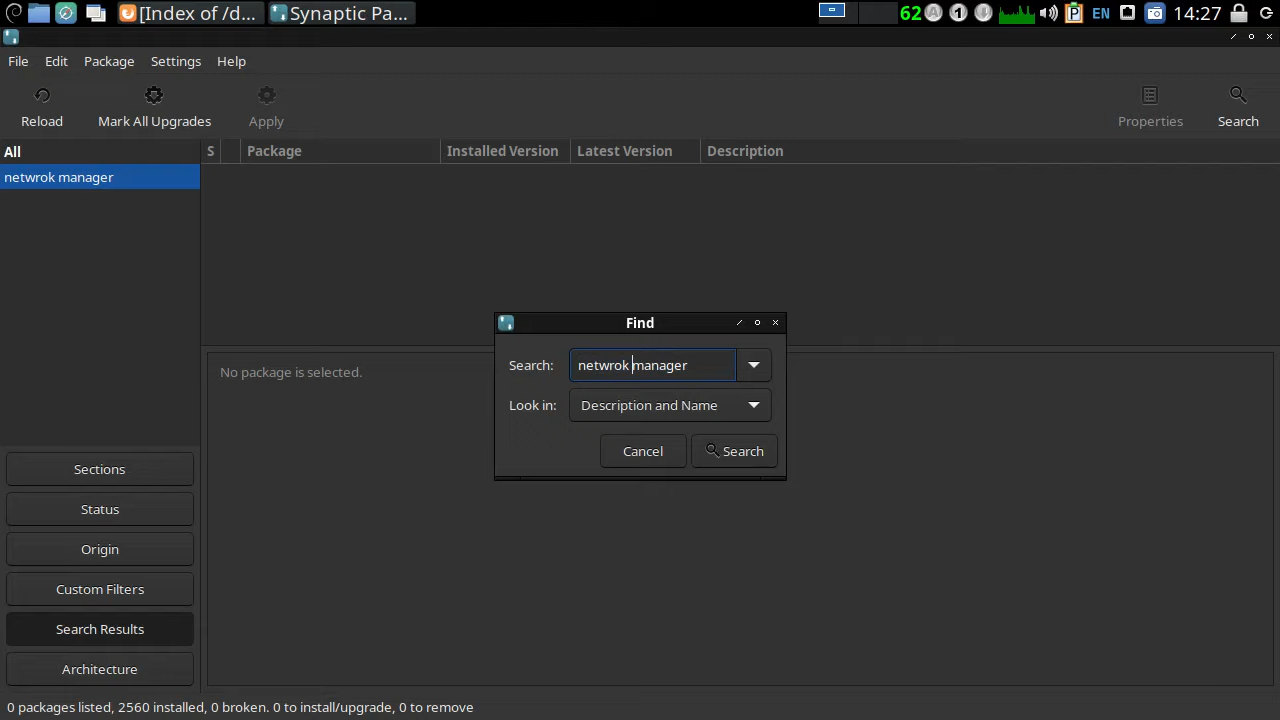 [Index of /d...
Synaptic Pa...
62
A
1
P
EN
14:27
File Edit Package Settings Help
Reload
Mark All Upgrades
Apply
Properties
Search
All
netwrok manager
S Package Installed Version Latest Version Description
No package is selected.
Find
Search: netwrok manager
Look in: Description and Name
Cancel
Search
Sections
Status
Origin
Custom Filters
Search Results
Architecture
0 packages listed, 2560 installed, 0 broken. 0 to install/upgrade, 0 to remove